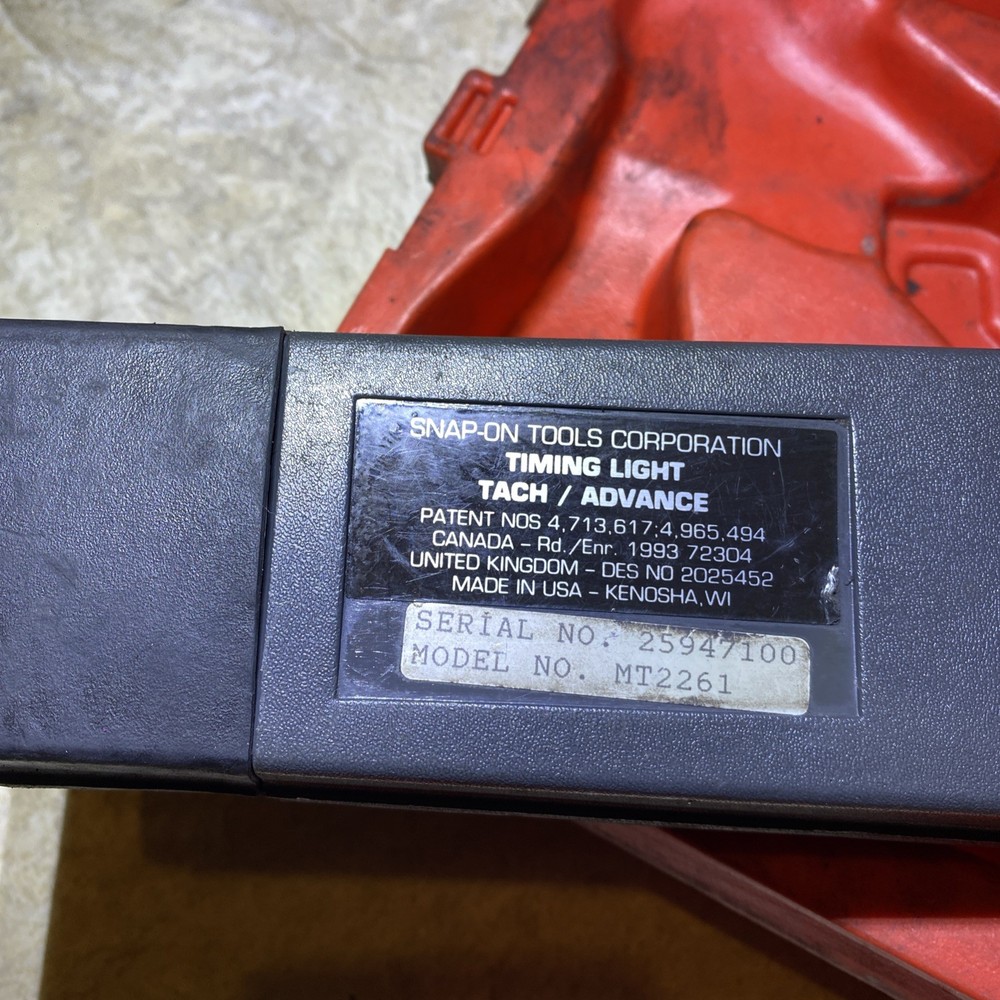 SNAP-ON TOOLS CORPORATION
TIMING LIGHT
TACH / ADVANCE
PATENT NOS 4,713,617;4,965,494
CANADA - Rd./Enr. 1993 72304
UNITED KINGDOM - DES NO 2025452
MADE IN USA - KENOSHA,WI
SERIAL NO. 25947100
MODEL NO. MT2261